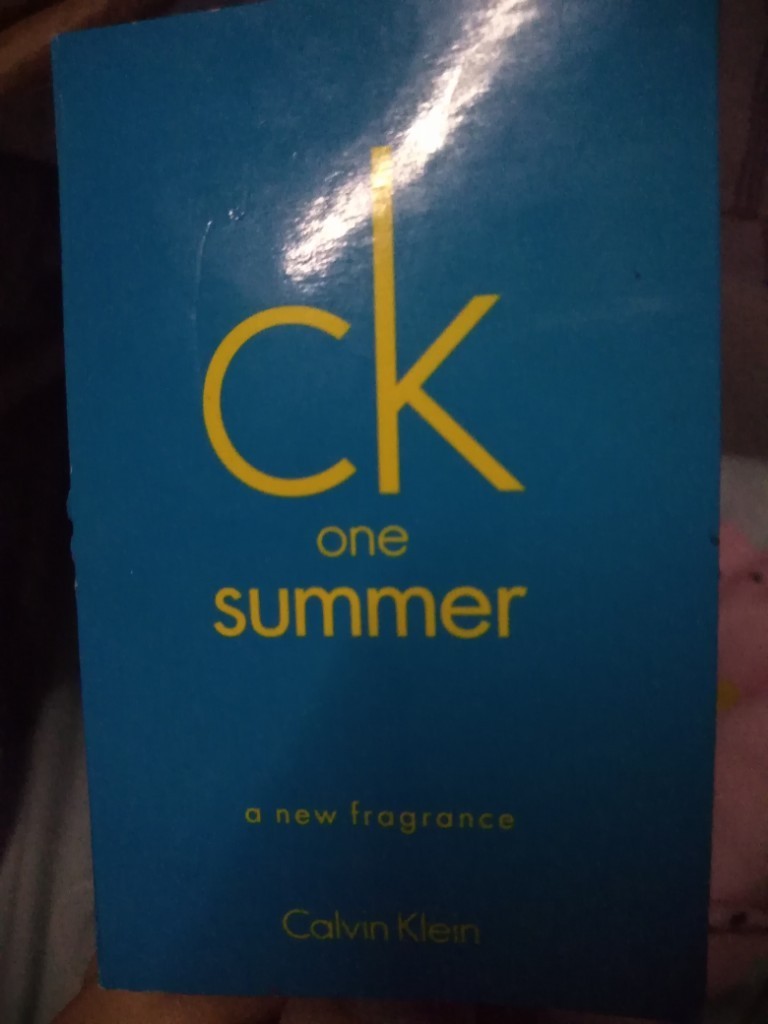 ck
one
summer
a new fragrance
Calvin Klein